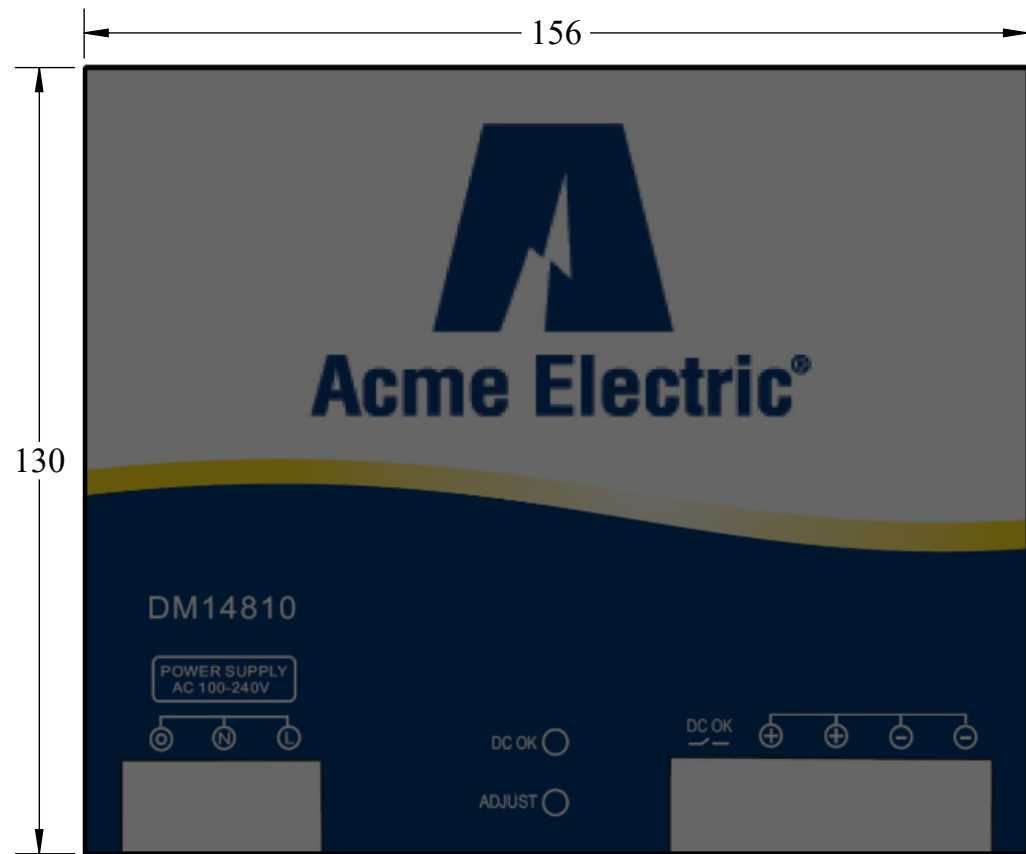 156
130
Acme Electric®
DM14810
POWER SUPPLY
AC 100-240V
N L
DC OK
DC OK
ADJUST